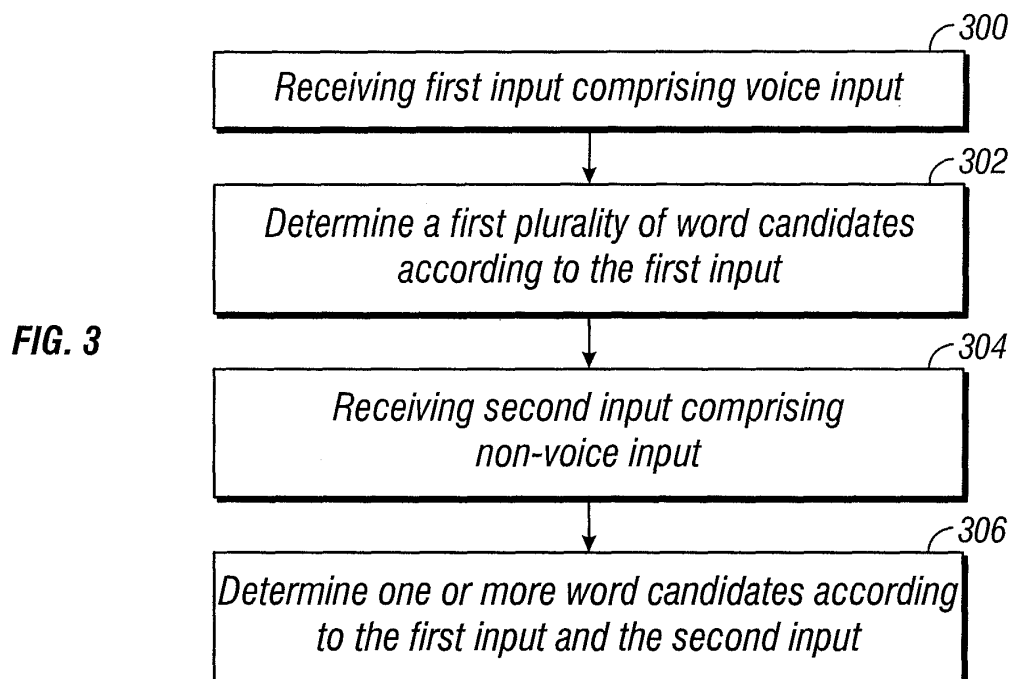 300
Receiving first input comprising voice input
302
Determine a first plurality of word candidates
according to the first input
FIG. 3
304
Receiving second input comprising
non-voice input
306
Determine one or more word candidates according
to the first input and the second input